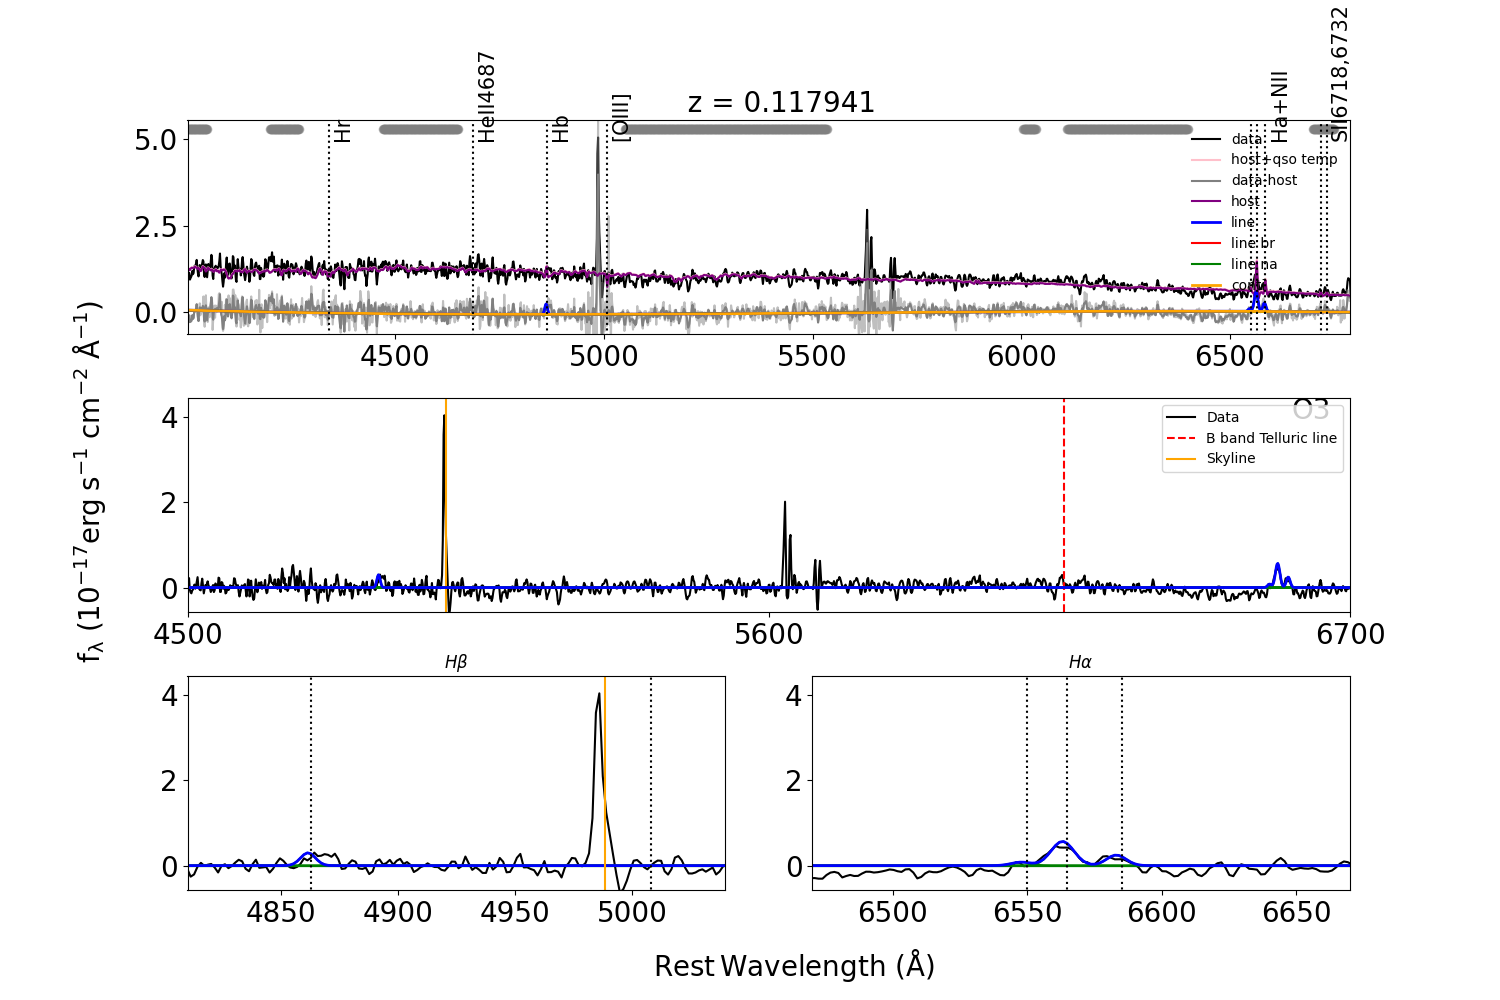 z = 0.117941
Hr
HeII4687
Hb
[OIII]
Ha+NII
SII6718,6732
5.0
2.5
0.0
data
host+qso temp
data-host
host
line
line br
line na
conti
4500
5000
5500
6000
6500
O3
4
2
0
Data
B band Telluric line
Skyline
4500
5600
6700
fλ (10−17erg s−1 cm−2 Å−1)
Hβ
4
2
0
4850
4900
4950
5000
Hα
4
2
0
6500
6550
6600
6650
Rest Wavelength (Å)